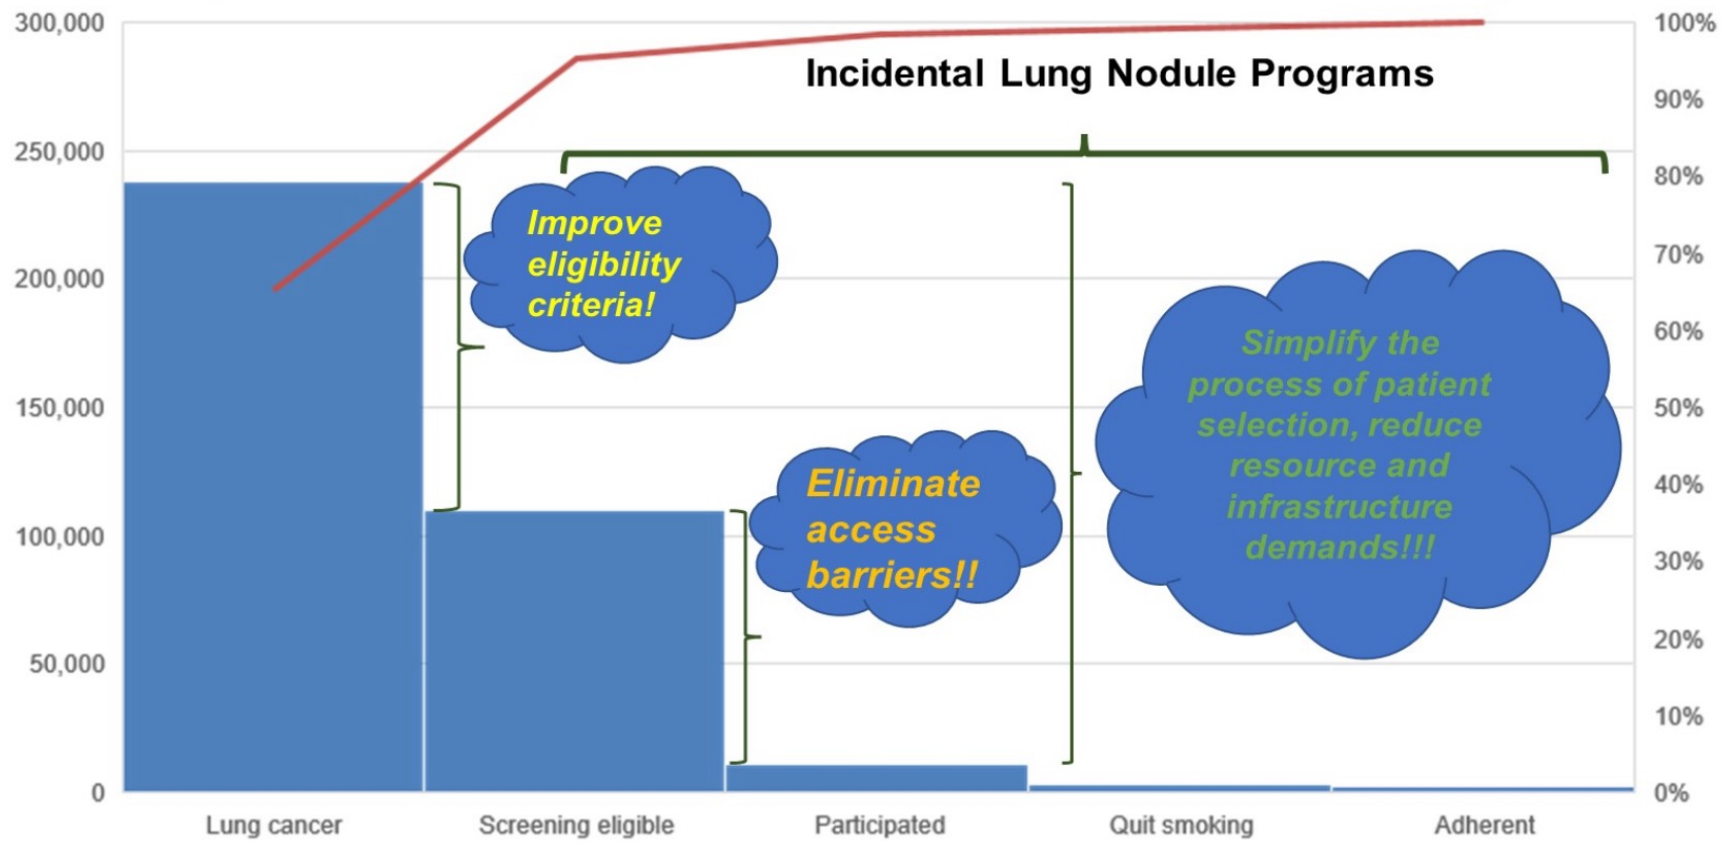 300,000
250,000
200,000
150,000
100,000
50,000
0
100%
90%
80%
70%
60%
50%
40%
30%
20%
10%
0%
Incidental Lung Nodule Programs
Improve
eligibility
criteria!
Eliminate
access
barriers!!
Simplify the
process of patient
selection, reduce
resource and
infrastructure
demands!!!
Lung cancer
Screening eligible
Participated
Quit smoking
Adherent